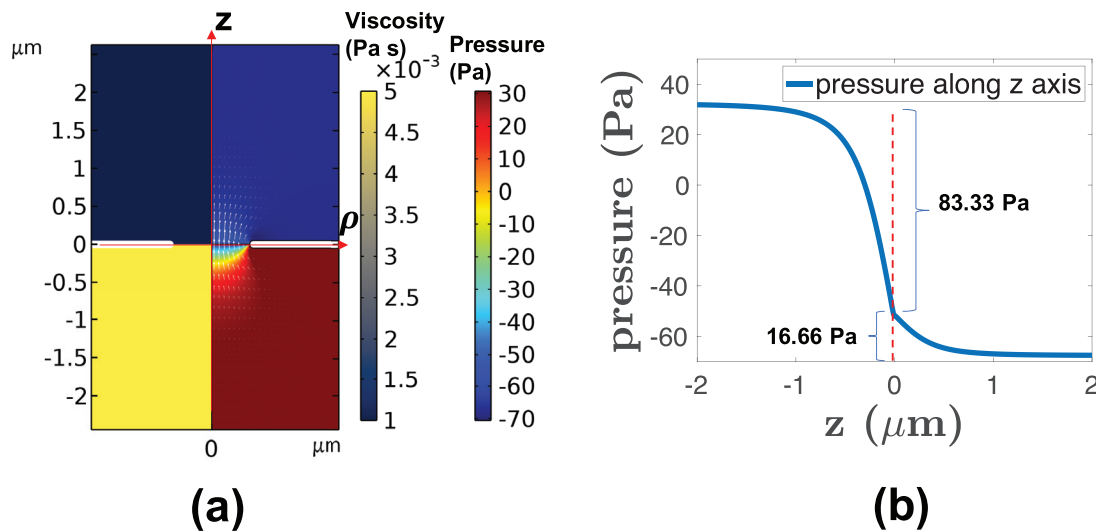 z
μm
Viscosity
(Pa s)
×10⁻³
Pressure
(Pa)
2
1.5
1
0.5
0
-0.5
-1
-1.5
-2
ρ
0
μm
5
4.5
4
3.5
3
2.5
2
1.5
1
30
20
10
0
-10
-20
-30
-40
-50
-60
-70
(a)
pressure along z axis
pressure (Pa)
40
20
0
-20
-40
-60
83.33 Pa
16.66 Pa
-2
-1
0
1
2
z (μm)
(b)